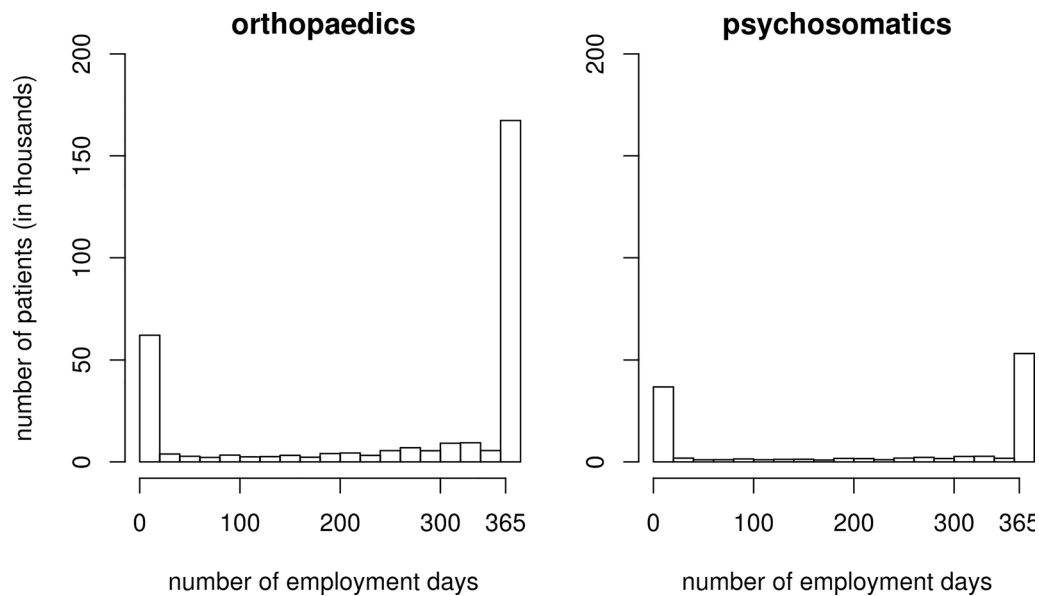 orthopaedics
number of patients (in thousands)
200
150
100
50
0
0 100 200 300 365
number of employment days
psychosomatics
200
0
0 100 200 300 365
number of employment days